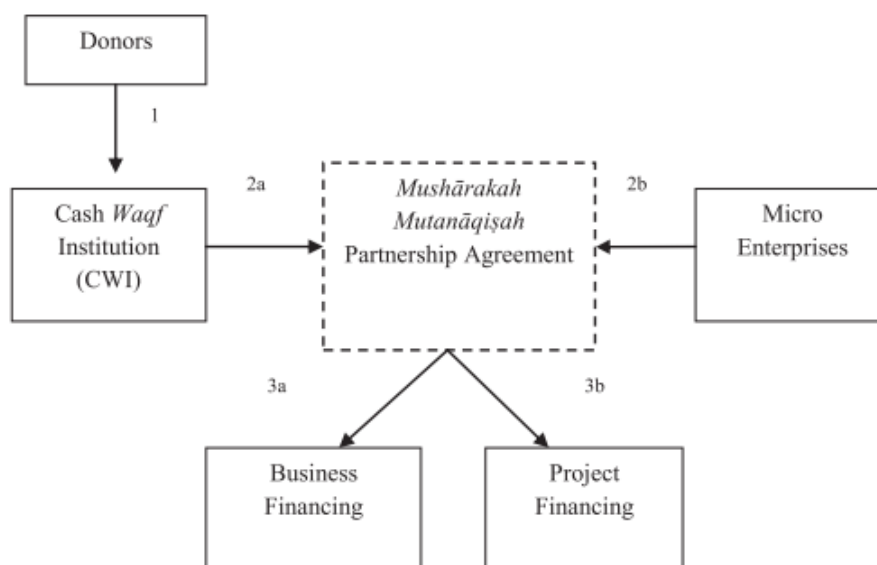 Donors
1
2a
2b
Cash Waqf
Institution
(CWI)
Mushārakah
Mutanāqiṣah
Partnership Agreement
Micro
Enterprises
3a
3b
Business
Financing
Project
Financing